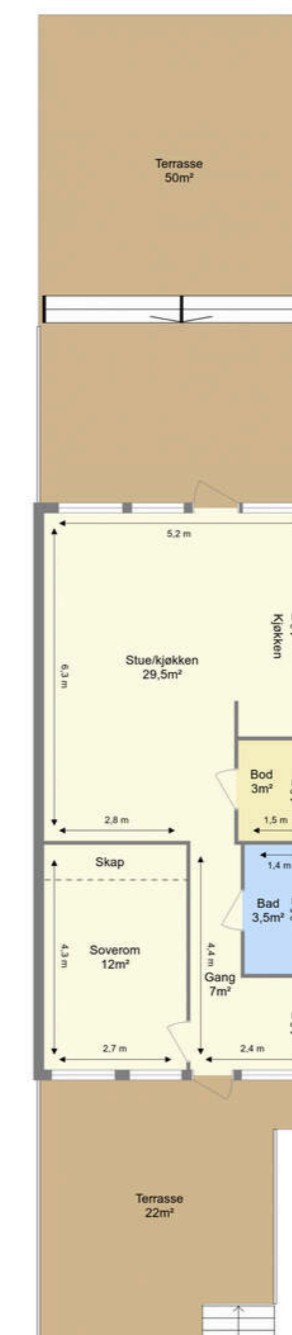 Terrasse
50m²
5,2 m
Kjøkken
Stue/kjøkken
29,5m²
6,3 m
Bod
3m²
2,8 m
1,5 m
Skap
1,4 m
Bad
3,5m²
4,3 m
Soverom
12m²
4,4 m
Gang
7m²
2,7 m
2,4 m
Terrasse
22m²